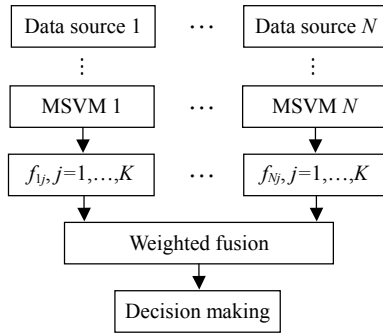 Data source 1 … Data source N
⋮ ⋮
MSVM 1 … MSVM N
f1j, j=1,…,K … fNj, j=1,…,K
Weighted fusion
Decision making